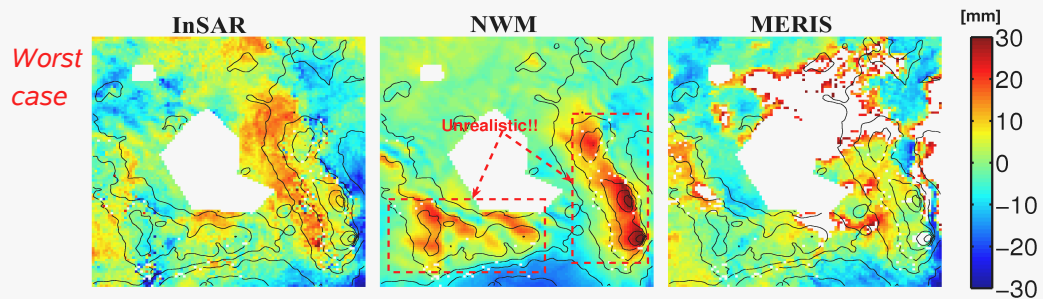 InSAR
NWM
MERIS
[mm]
Worst
case
Unrealistic!!
30
20
10
0
−10
−20
−30